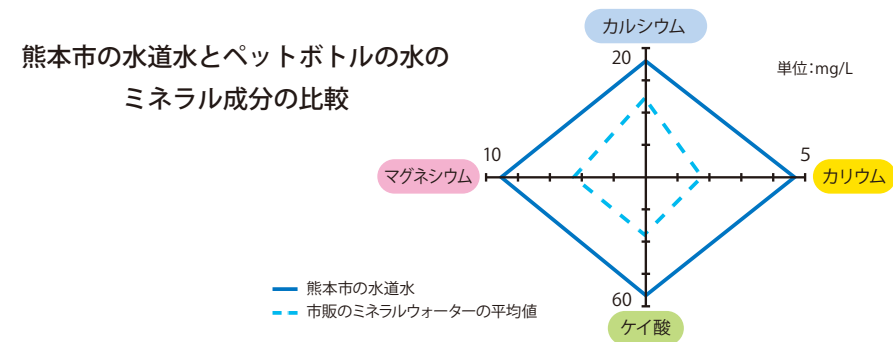 熊本市の水道水とペットボトルの水の
ミネラル成分の比較
カルシウム
20
単位：mg/L
10
5
マグネシウム
カリウム
熊本市の水道水
60
市販のミネラルウォーターの平均値
ケイ酸